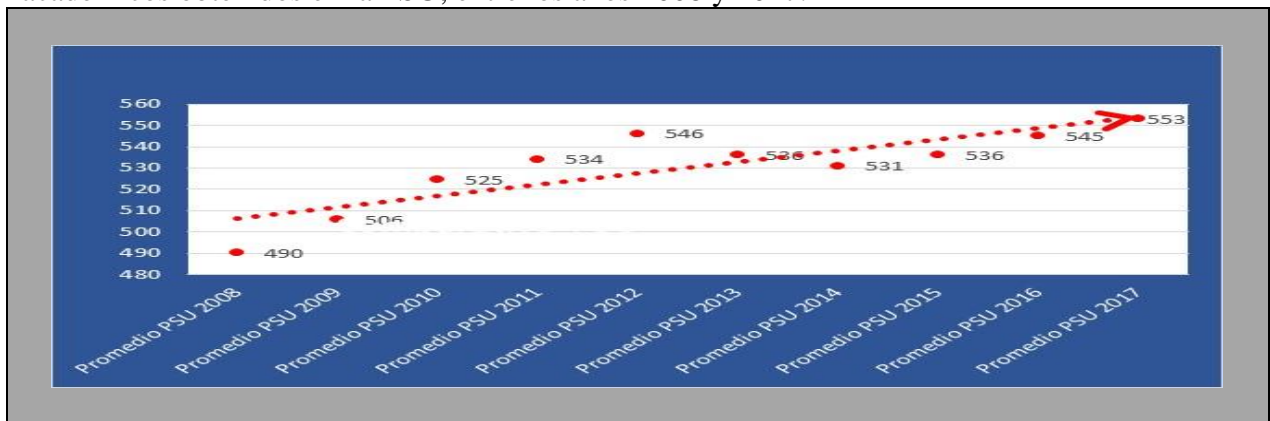 560
550
540
530
520
510
500
490
480
490
506
525
534
546
536
531
536
545
553
Promedio PSU 2008
Promedio PSU 2009
Promedio PSU 2010
Promedio PSU 2011
Promedio PSU 2012
Promedio PSU 2013
Promedio PSU 2014
Promedio PSU 2015
Promedio PSU 2016
Promedio PSU 2017